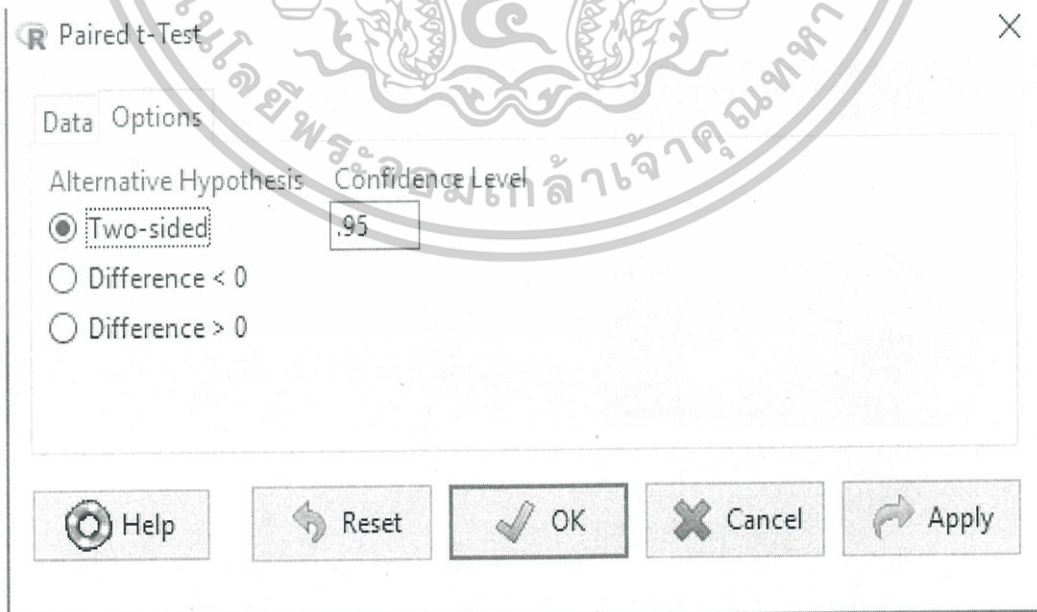 R Paired t-Test
Data Options
Alternative Hypothesis Confidence Level
Two-sided .95
Difference < 0
Difference > 0
Help Reset OK Cancel Apply